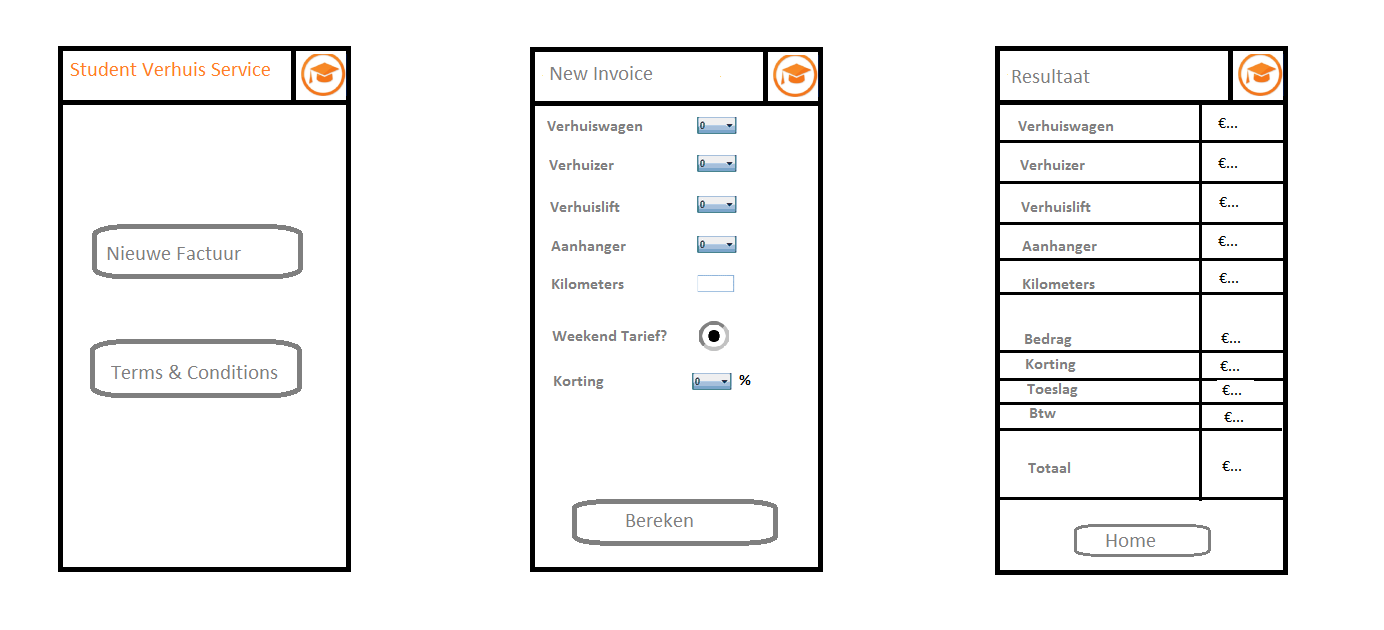 Student Verhuis Service
Nieuwe Factuur
Terms & Conditions
New Invoice
Verhuiswagen 0
Verhuizer 0
Verhuislift 0
Aanhanger 0
Kilometers
Weekend Tarief?
Korting 0 %
Bereken
Resultaat
Verhuiswagen €...
Verhuizer €...
Verhuislift €...
Aanhanger €...
Kilometers €...
Bedrag €...
Korting €...
Toeslag €...
Btw €...
Totaal €...
Home